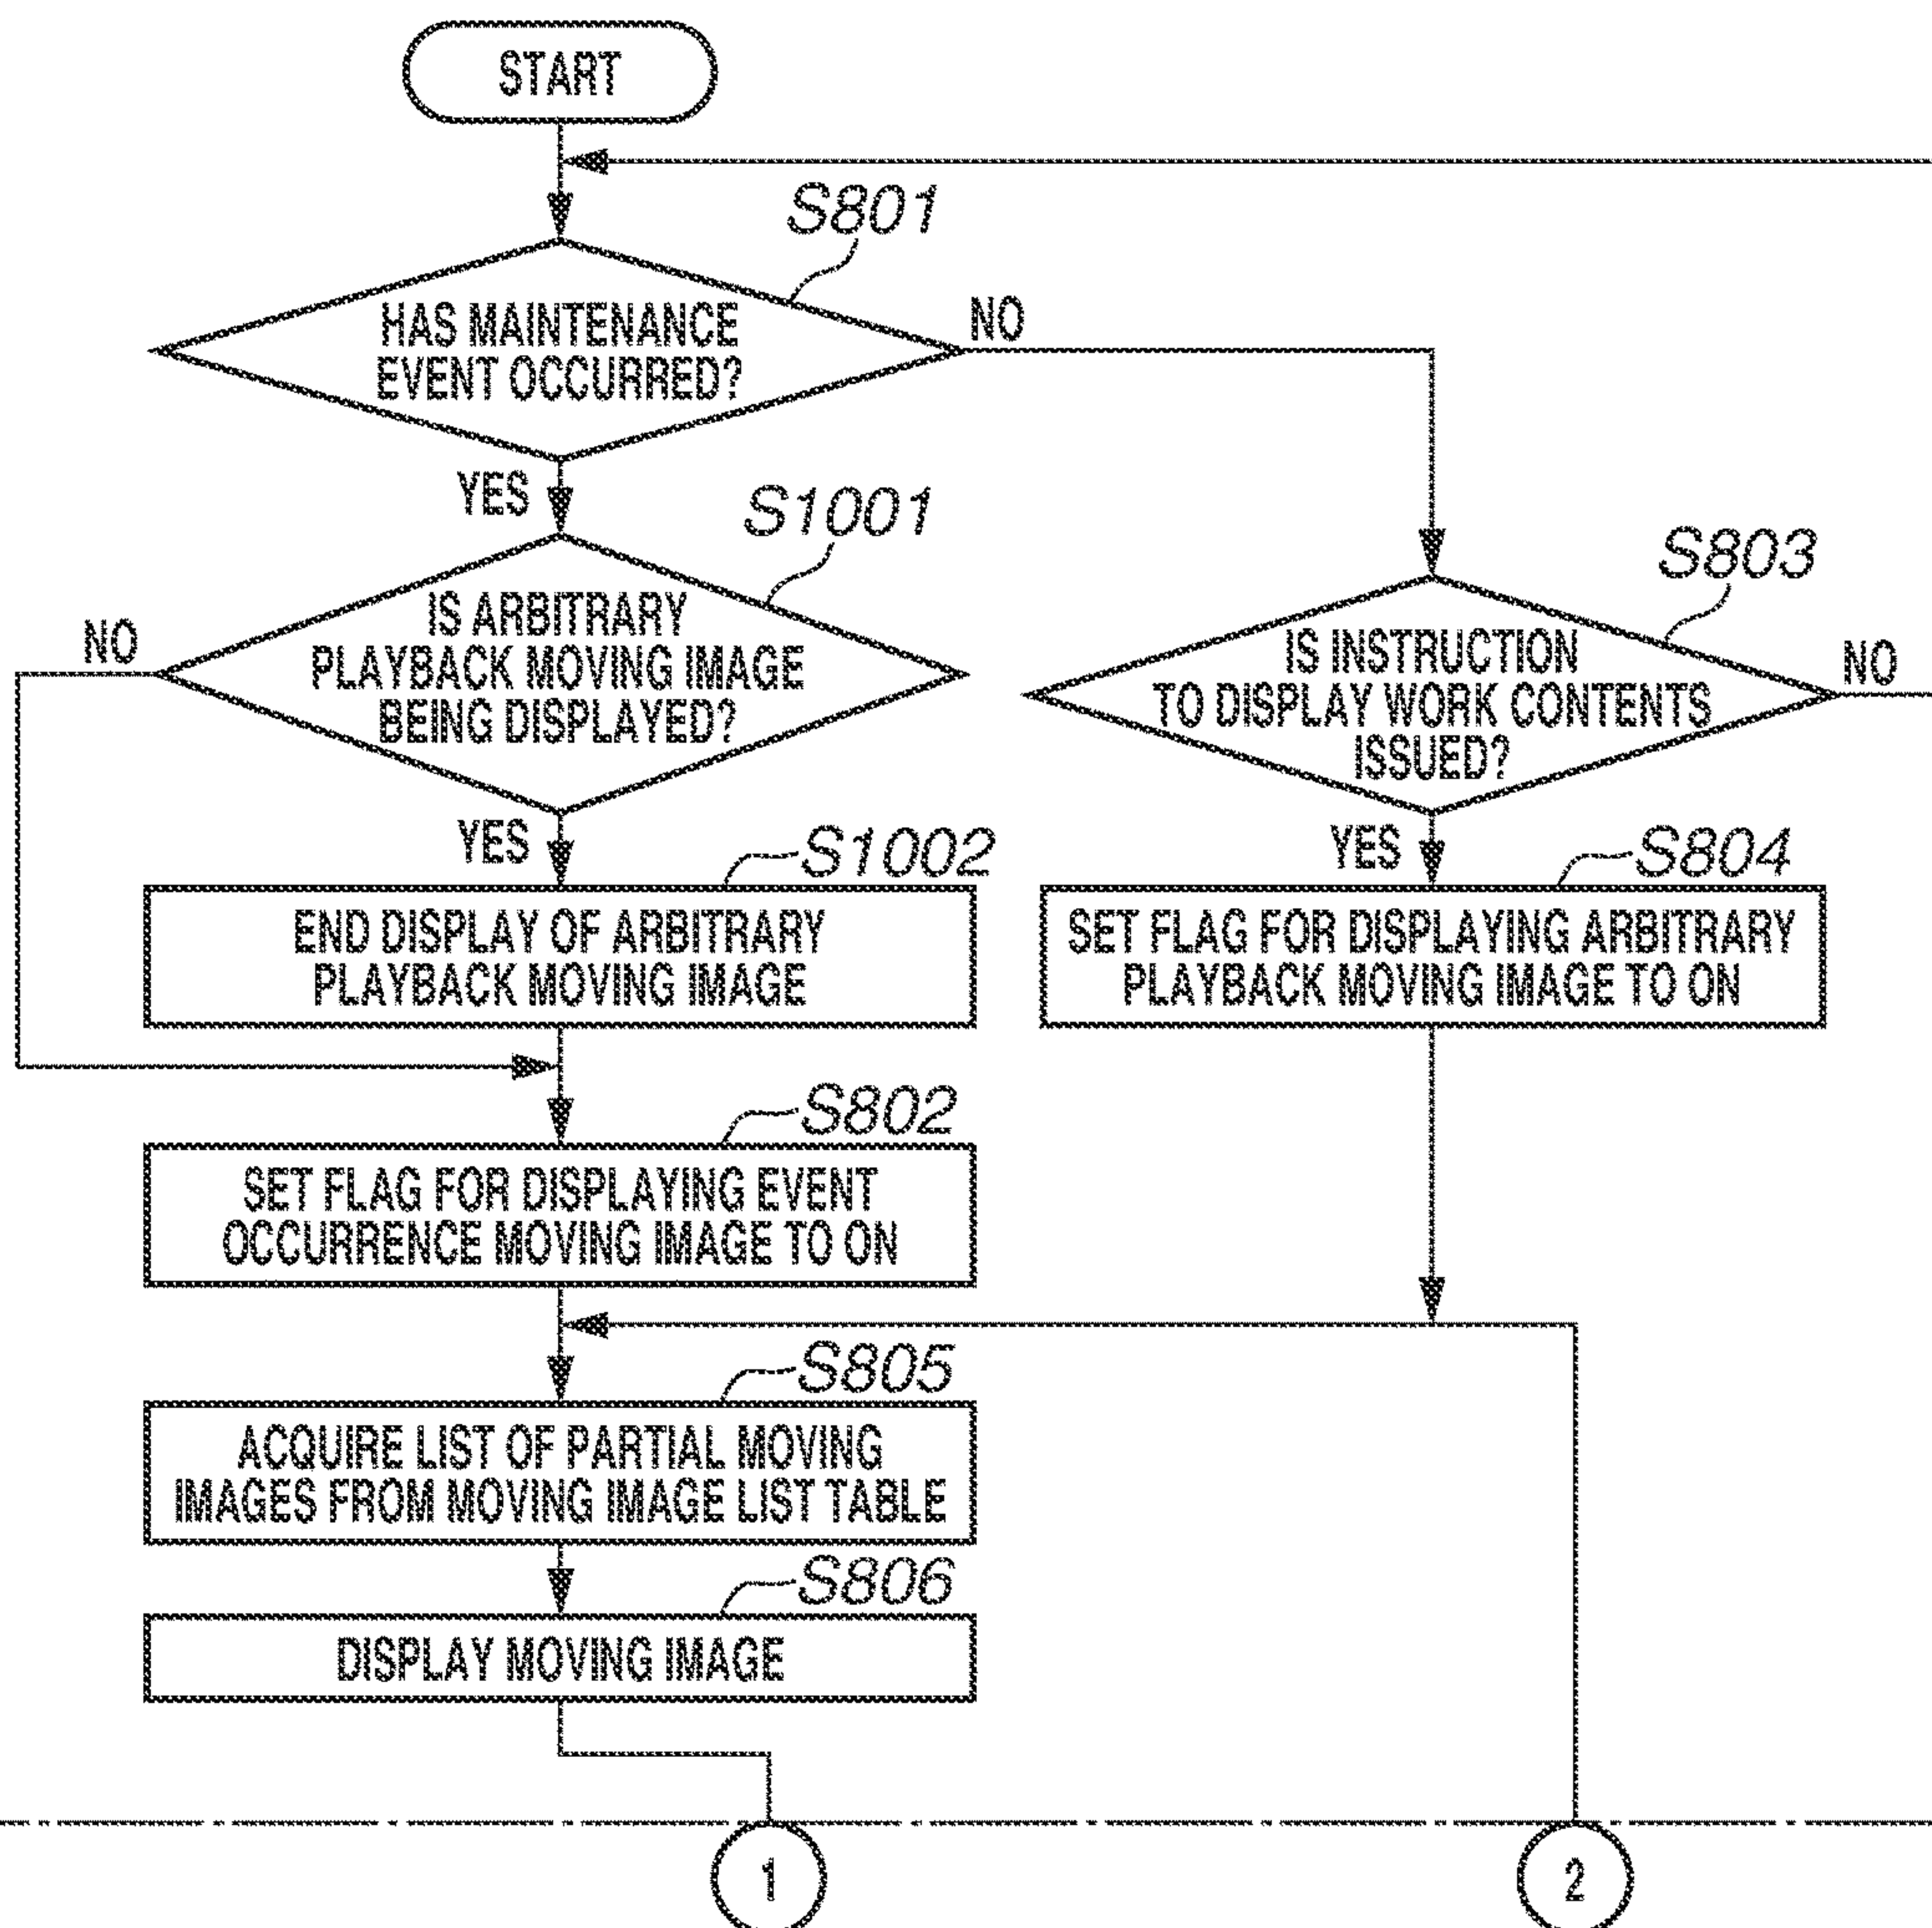 START
S801
HAS MAINTENANCE
EVENT OCCURRED?
NO
YES
S1001
IS ARBITRARY
PLAYBACK MOVING IMAGE
BEING DISPLAYED?
NO
YES
S803
IS INSTRUCTION
TO DISPLAY WORK CONTENTS
ISSUED?
NO
YES
S1002
END DISPLAY OF ARBITRARY
PLAYBACK MOVING IMAGE
S804
SET FLAG FOR DISPLAYING ARBITRARY
PLAYBACK MOVING IMAGE TO ON
S802
SET FLAG FOR DISPLAYING EVENT
OCCURRENCE MOVING IMAGE TO ON
S805
ACQUIRE LIST OF PARTIAL MOVING
IMAGES FROM MOVING IMAGE LIST TABLE
S806
DISPLAY MOVING IMAGE
1
2